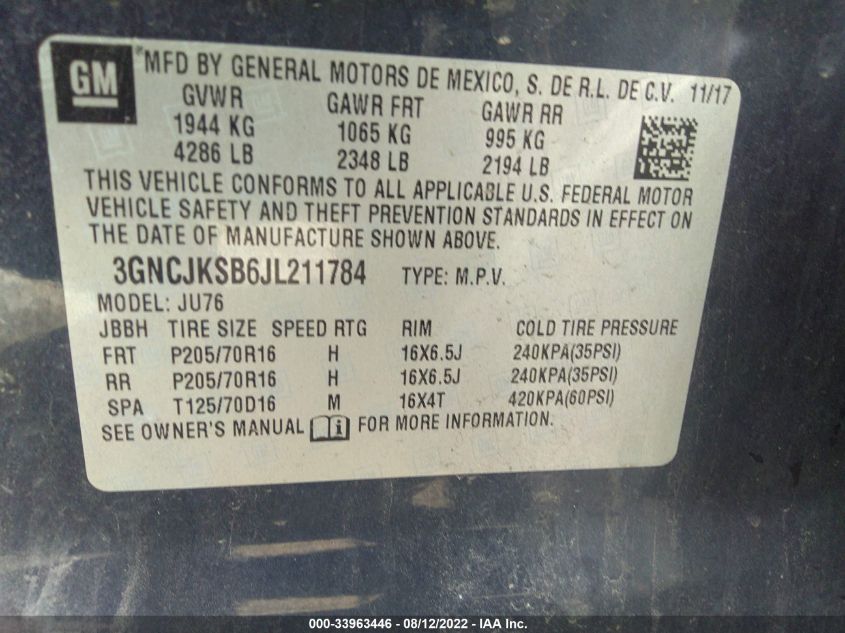 GM
MFD BY GENERAL MOTORS DE MEXICO, S. DE R.L. DE C.V. 11/17
GVWR GAWR FRT GAWR RR
1944 KG 1065 KG 995 KG
4286 LB 2348 LB 2194 LB
THIS VEHICLE CONFORMS TO ALL APPLICABLE U.S. FEDERAL MOTOR
VEHICLE SAFETY AND THEFT PREVENTION STANDARDS IN EFFECT ON
THE DATE OF MANUFACTURE SHOWN ABOVE.
3GNCJKSB6JL211784 TYPE: M.P.V.
MODEL: JU76
JBBH TIRE SIZE SPEED RTG RIM COLD TIRE PRESSURE
FRT P205/70R16 H 16X6.5J 240KPA(35PSI)
RR P205/70R16 H 16X6.5J 240KPA(35PSI)
SPA T125/70D16 M 16X4T 420KPA(60PSI)
SEE OWNER'S MANUAL FOR MORE INFORMATION.
000-33963446 - 08/12/2022 - IAA Inc.